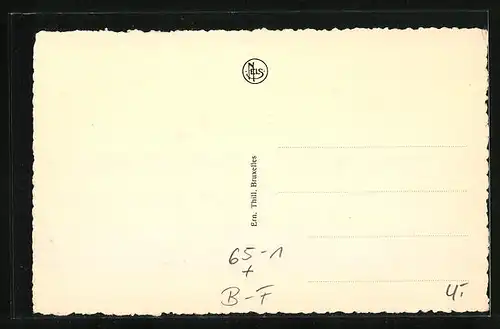 NELS
Ern. Thill, Bruxelles
65-1
+
B-F
4,-